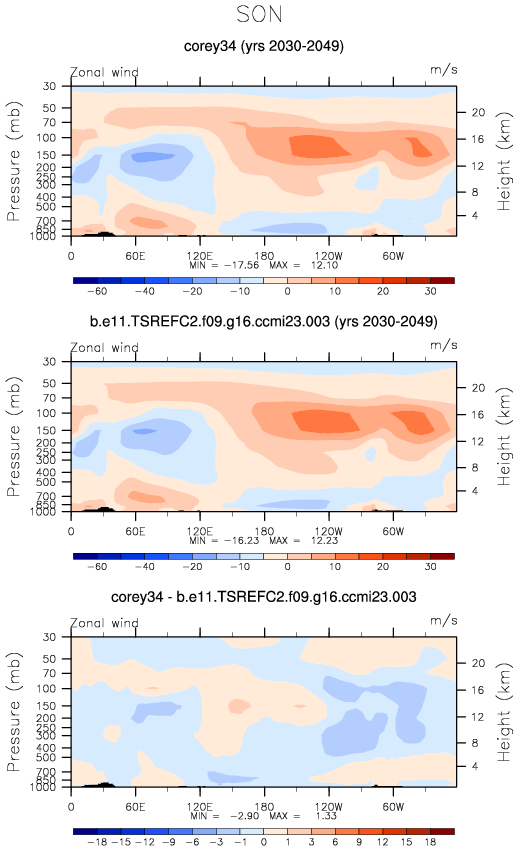 SON
corey34 (yrs 2030-2049)
Zonal wind m/s
Pressure (mb)
30
50
70
100
150
200
250
300
400
500
700
850
1000
20
16
12
8
4
Height (km)
0 60E 120E 180 120W 60W
MIN = -17.56 MAX = 12.10
-60 -40 -20 -10 0 10 20 30
b.e11.TSREFC2.f09.g16.ccmi23.003 (yrs 2030-2049)
Zonal wind m/s
Pressure (mb)
30
50
70
100
150
200
250
300
400
500
700
850
1000
20
16
12
8
4
Height (km)
0 60E 120E 180 120W 60W
MIN = -16.23 MAX = 12.23
-60 -40 -20 -10 0 10 20 30
corey34 - b.e11.TSREFC2.f09.g16.ccmi23.003
Zonal wind m/s
Pressure (mb)
30
50
70
100
150
200
250
300
400
500
700
850
1000
20
16
12
8
4
Height (km)
0 60E 120E 180 120W 60W
MIN = -2.90 MAX = 1.33
-18 -15 -12 -9 -6 -3 -1 0 1 3 6 9 12 15 18